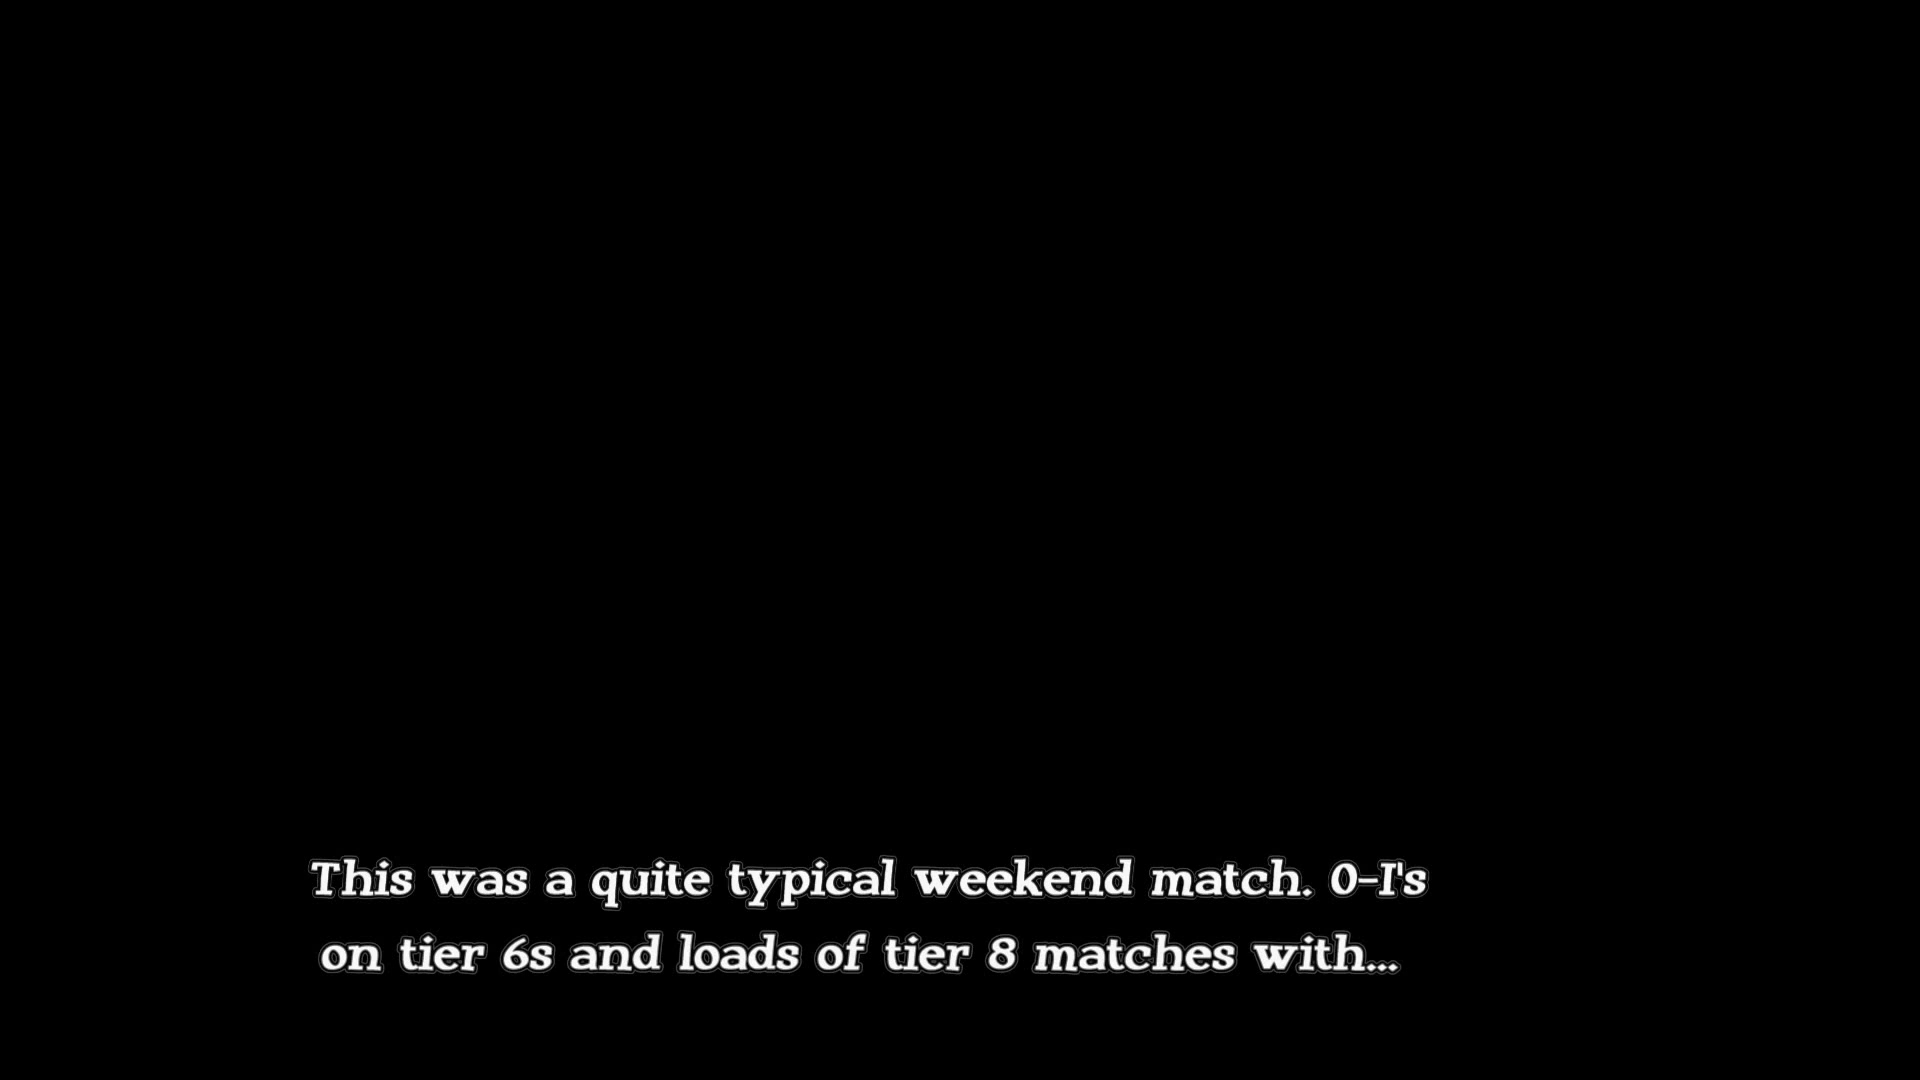 This was a quite typical weekend match. 0-I's
on tier 6s and loads of tier 8 matches with...